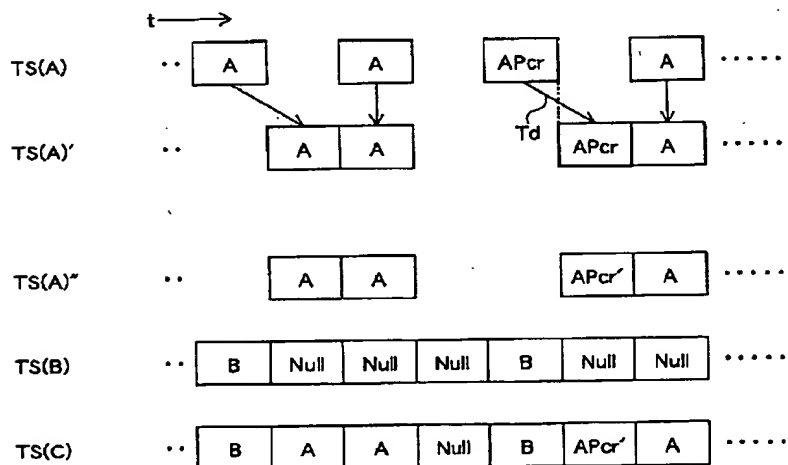 t
TS(A) ·· A A APcr A ·····
Td
TS(A)′ ·· A A APcr A ·····
TS(A)″ ·· A A APcr′ A ·····
TS(B) ·· B Null Null Null B Null Null ·····
TS(C) ·· B A A Null B APcr′ A ·····